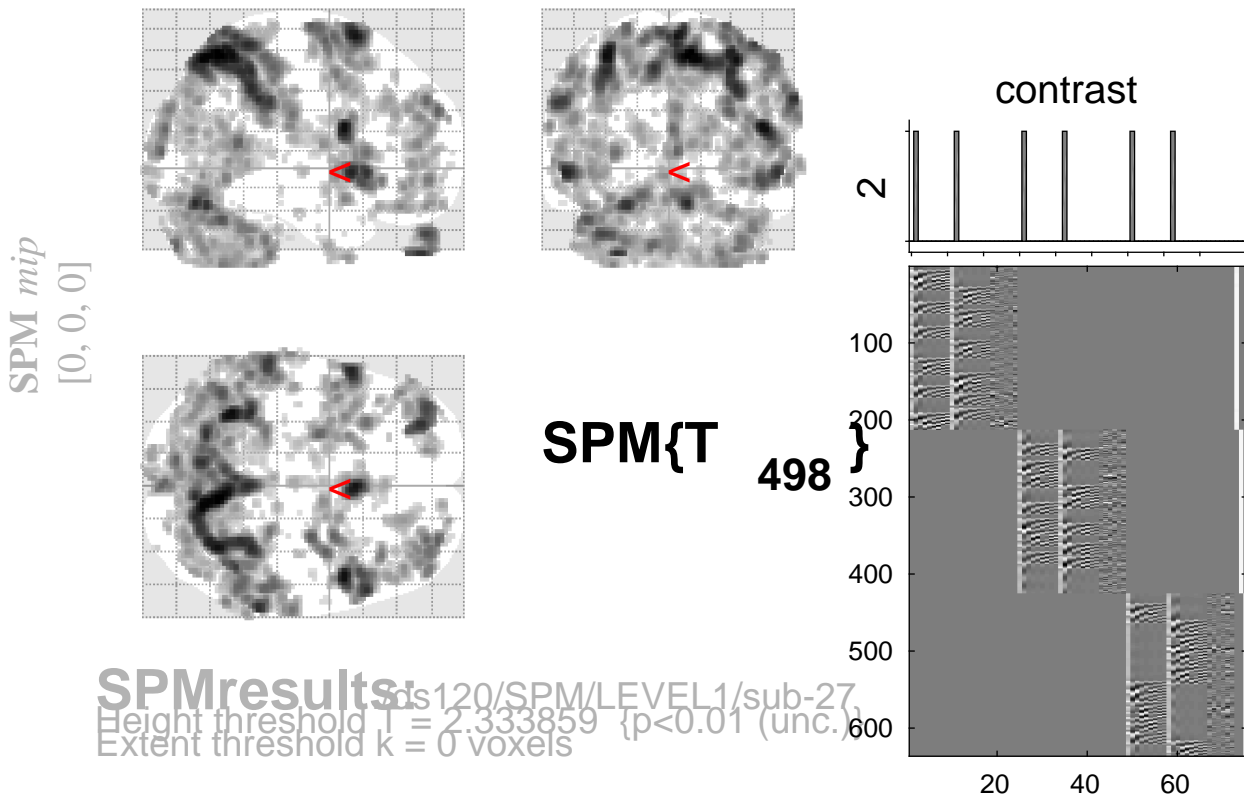 SPM mip
[0, 0, 0]
<
<
<
SPM{T498}
contrast
2
100
200
300
400
500
600
20 40 60
SPMresults: /ds120/SPM/LEVEL1/sub-27
Height threshold T = 2.333859 {p<0.01 (unc.)}
Extent threshold k = 0 voxels